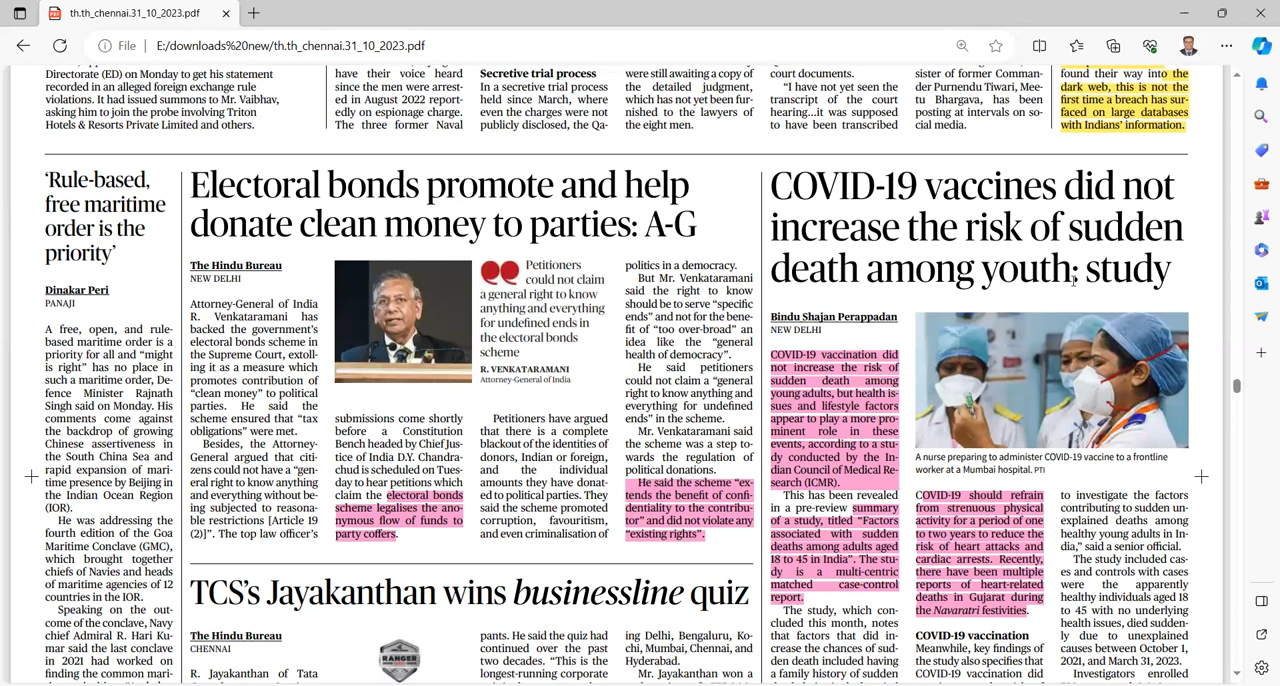 th.th_chennai.31_10_2023.pdf
File
E:/downloads%20new/th.th_chennai.31_10_2023.pdf
Directorate (ED) on Monday to get his statement
recorded in an alleged foreign exchange rule
violations. It had issued summons to Mr. Vaibhav,
asking him to join the probe involving Triton
Hotels & Resorts Private Limited and others.
have their voice heard
since the men were arrest-
ed in August 2022 report-
edly on espionage charge.
The three former Naval
Secretive trial process
In a secretive trial process
held since March, where
even the charges were not
publicly disclosed, the Qa-
were still awaiting a copy of
the detailed judgment,
which has not yet been fur-
nished to the lawyers of
the eight men.
court documents.
“I have not yet seen the
transcript of the court
hearing...it was supposed
to have been transcribed
sister of former Comman-
der Purnendu Tiwari, Mee-
tu Bhargava, has been
posting at intervals on so-
cial media.
found their way into the
dark web, this is not the
first time a breach has sur-
faced on large databases
with Indians’ information.
‘Rule-based,
free maritime
order is the
priority’
Dinakar Peri
PANAJI
A free, open, and rule-
based maritime order is a
priority for all and “might
is right” has no place in
such a maritime order, De-
fence Minister Rajnath
Singh said on Monday. His
comments come against
the backdrop of growing
Chinese assertiveness in
the South China Sea and
rapid expansion of mari-
time presence by Beijing in
the Indian Ocean Region
(IOR).
He was addressing the
fourth edition of the Goa
Maritime Conclave (GMC),
which brought together
chiefs of Navies and heads
of maritime agencies of 12
countries in the IOR.
Speaking on the out-
come of the conclave, Navy
chief Admiral R. Hari Ku-
mar said the last conclave
in 2021 had worked on
finding the common mari-
Electoral bonds promote and help
donate clean money to parties: A-G
The Hindu Bureau
NEW DELHI
Attorney-General of India
R. Venkataramani has
backed the government’s
electoral bonds scheme in
the Supreme Court, extoll-
ing it as a measure which
promotes contribution of
“clean money” to political
parties. He said the
scheme ensured that “tax
obligations” were met.
Besides, the Attorney-
General argued that citi-
zens could not have a “gen-
eral right to know anything
and everything without be-
ing subjected to reasona-
ble restrictions [Article 19
(2)]”. The top law officer’s
submissions come shortly
before a Constitution
Bench headed by Chief Jus-
tice of India D.Y. Chandra-
chud is scheduled on Tues-
day to hear petitions which
claim the electoral bonds
scheme legalises the ano-
nymous flow of funds to
party coffers.
Petitioners
could not claim
a general right to know
anything and everything
for undefined ends in
the electoral bonds
scheme
R. VENKATARAMANI
Attorney-General of India
Petitioners have argued
that there is a complete
blackout of the identities of
donors, Indian or foreign,
and the individual
amounts they have donat-
ed to political parties. They
said the scheme promoted
corruption, favouritism,
and even criminalisation of
politics in a democracy.
But Mr. Venkataramani
said the right to know
should be to serve “specific
ends” and not for the bene-
fit of “too over-broad” an
idea like the “general
health of democracy”.
He said petitioners
could not claim a “general
right to know anything and
everything for undefined
ends” in the scheme.
Mr. Venkatramani said
the scheme was a step to-
wards the regulation of
political donations.
He said the scheme “ex-
tends the benefit of confi-
dentiality to the contribu-
tor” and did not violate any
“existing rights”.
TCS’s Jayakanthan wins businessline quiz
The Hindu Bureau
CHENNAI
R. Jayakanthan of Tata
RANGER
pants. He said the quiz had
continued over the past
two decades. “This is the
longest-running corporate
ing Delhi, Bengaluru, Ko-
chi, Mumbai, Chennai, and
Hyderabad.
Mr. Jayakanthan won a
COVID-19 vaccines did not
increase the risk of sudden
death among youth; study
Bindu Shajan Perappadan
NEW DELHI
COVID-19 vaccination did
not increase the risk of
sudden death among
young adults, but health is-
sues and lifestyle factors
appear to play a more pro-
minent role in these
events, according to a stu-
dy conducted by the In-
dian Council of Medical Re-
search (ICMR).
This has been revealed
in a pre-review summary
of a study, titled “Factors
associated with sudden
deaths among adults aged
18 to 45 in India”. The stu-
dy is a multi-centric
matched case-control
report.
The study, which con-
cluded this month, notes
that factors that did in-
crease the chances of sud-
den death included having
a family history of sudden
A nurse preparing to administer COVID-19 vaccine to a frontline
worker at a Mumbai hospital. PTI
COVID-19 should refrain
from strenuous physical
activity for a period of one
to two years to reduce the
risk of heart attacks and
cardiac arrests. Recently,
there have been multiple
reports of heart-related
deaths in Gujarat during
the Navaratri festivities.
COVID-19 vaccination
Meanwhile, key findings of
the study also specifies that
COVID-19 vaccination did
to investigate the factors
contributing to sudden un-
explained deaths among
healthy young adults in In-
dia,” said a senior official.
The study included cas-
es and controls with cases
were the apparently
healthy individuals aged 18
to 45 with no underlying
health issues, died sudden-
ly due to unexplained
causes between October 1,
2021, and March 31, 2023.
Investigators enrolled